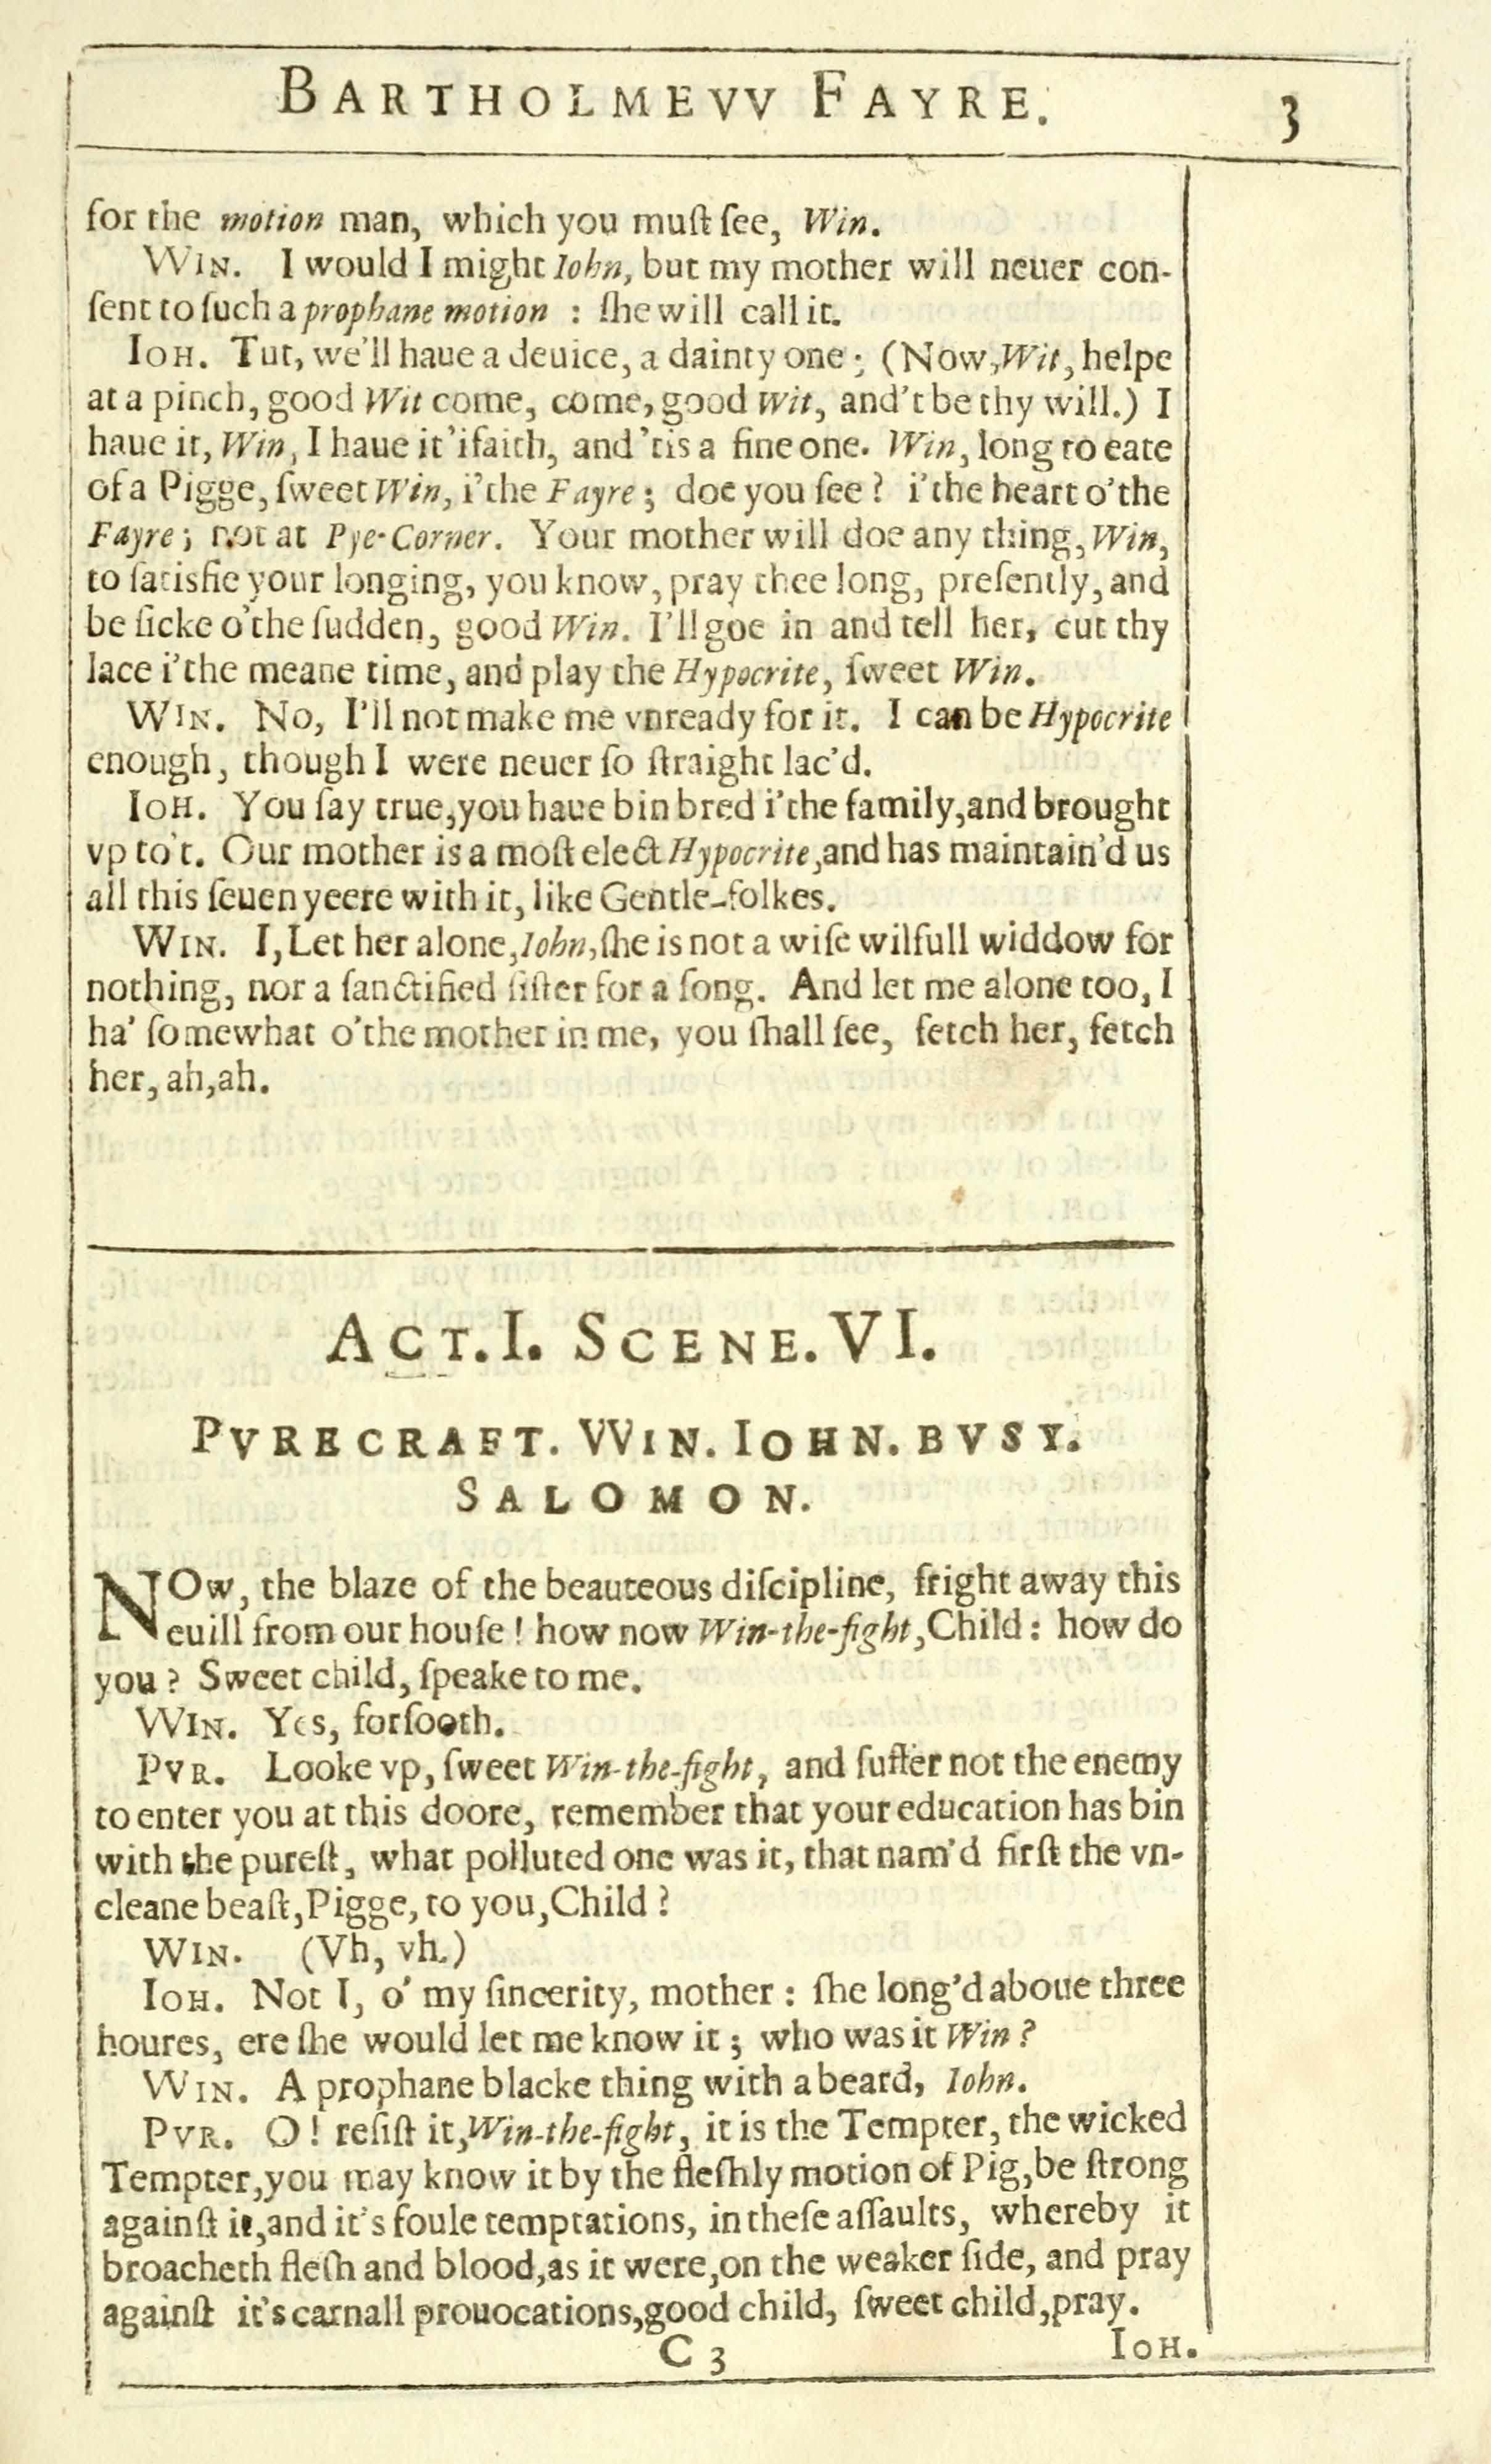 BARTHOLMEVV FAYRE. 3
for the motion man, which you muſt ſee, Win.
WIN. I would I might Iohn, but my mother will neuer con-
ſent to ſuch a prophane motion : ſhe will call it.
IOH. Tut, we'll haue a deuice, a dainty one ; (Now, Wit, helpe
at a pinch, good Wit come, come, good Wit, and't be thy will.) I
haue it, Win, I haue it 'ifaith, and 'tis a fine one. Win, long to eate
of a Pigge, ſweet Win, i'the Fayre ; doe you ſee ? i'the heart o'the
Fayre ; not at Pye-Corner. Your mother will doe any thing, Win,
to ſatisfie your longing, you know, pray thee long, preſently, and
be ſicke o'the ſudden, good Win. I'll goe in and tell her, cut thy
lace i'the meane time, and play the Hypocrite, ſweet Win.
WIN. No, I'll not make me vnready for it. I can be Hypocrite
enough, though I were neuer ſo ſtraight lac'd.
IOH. You ſay true, you haue bin bred i'the family, and brought
vp to't. Our mother is a moſt elect Hypocrite, and has maintain'd us
all this ſeuen yeere with it, like Gentle-folkes.
WIN. I, Let her alone, Iohn, ſhe is not a wiſe wilfull widdow for
nothing, nor a ſanctified ſiſter for a ſong. And let me alone too, I
ha' ſomewhat o'the mother in me, you ſhall ſee, fetch her, fetch
her, ah, ah.
ACT. I. SCENE. VI.
PVRECRAFT. VVIN. IOHN. BVSY.
SALOMON.
NOw, the blaze of the beauteous diſcipline, fright away this
euill from our houſe ! how now Win-the-fight, Child : how do
you ? Sweet child, ſpeake to me.
WIN. Yes, forſooth.
PVR. Looke vp, ſweet Win-the-fight, and ſuffer not the enemy
to enter you at this doore, remember that your education has bin
with the pureſt, what polluted one was it, that nam'd firſt the vn-
cleane beaſt, Pigge, to you, Child ?
WIN. (Vh, vh.)
IOH. Not I, o' my ſincerity, mother : ſhe long'd aboue three
houres, ere ſhe would let me know it ; who was it Win ?
WIN. A prophane blacke thing with a beard, Iohn.
PVR. O ! reſiſt it, Win-the-fight, it is the Tempter, the wicked
Tempter, you may know it by the fleſhly motion of Pig, be ſtrong
againſt it, and it's foule temptations, in theſe aſſaults, whereby it
broacheth fleſh and blood, as it were, on the weaker ſide, and pray
againſt it's carnall prouocations, good child, ſweet child, pray.
C 3 IOH.